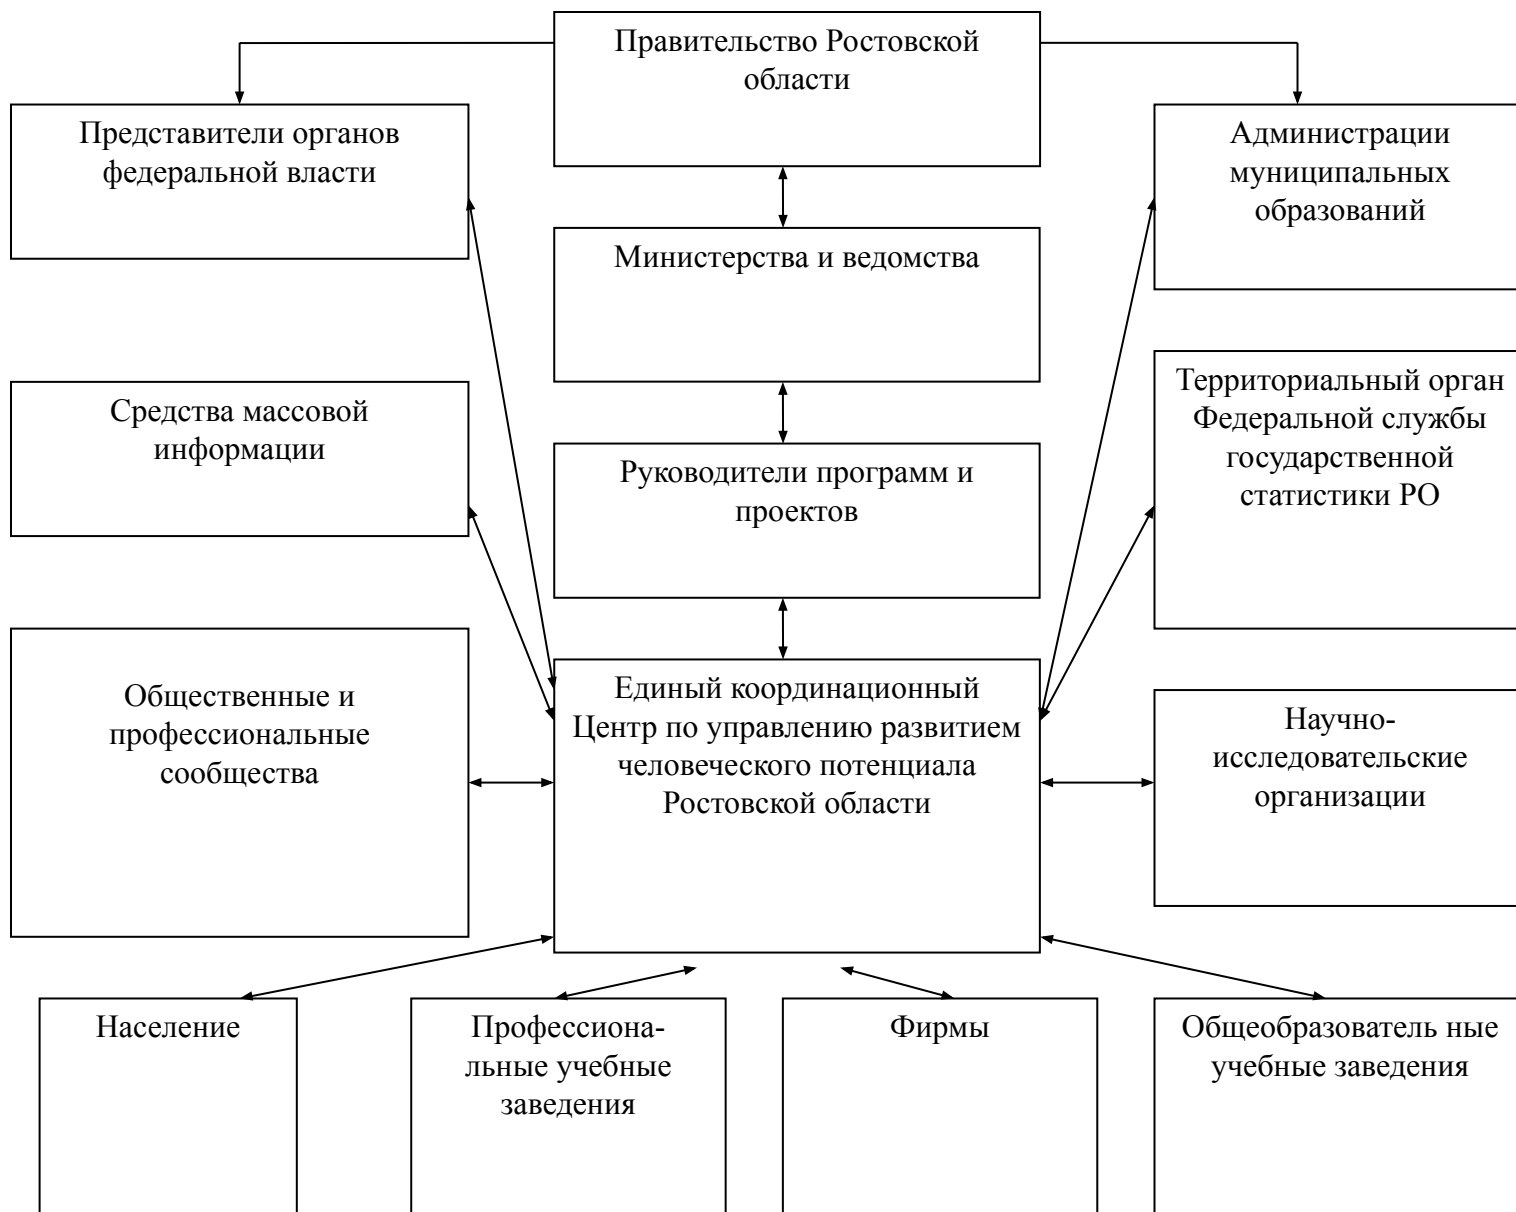 Правительство Ростовской
области
Представители органов
федеральной власти
Администрации
муниципальных
образований
Министерства и ведомства
Средства массовой
информации
Руководители программ и
проектов
Территориальный орган
Федеральной службы
государственной
статистики РО
Общественные и
профессиональные
сообщества
Единый координационный
Центр по управлению развитием
человеческого потенциала
Ростовской области
Научно-
исследовательские
организации
Население
Профессиона-
льные учебные
заведения
Фирмы
Общеобразователь ные
учебные заведения